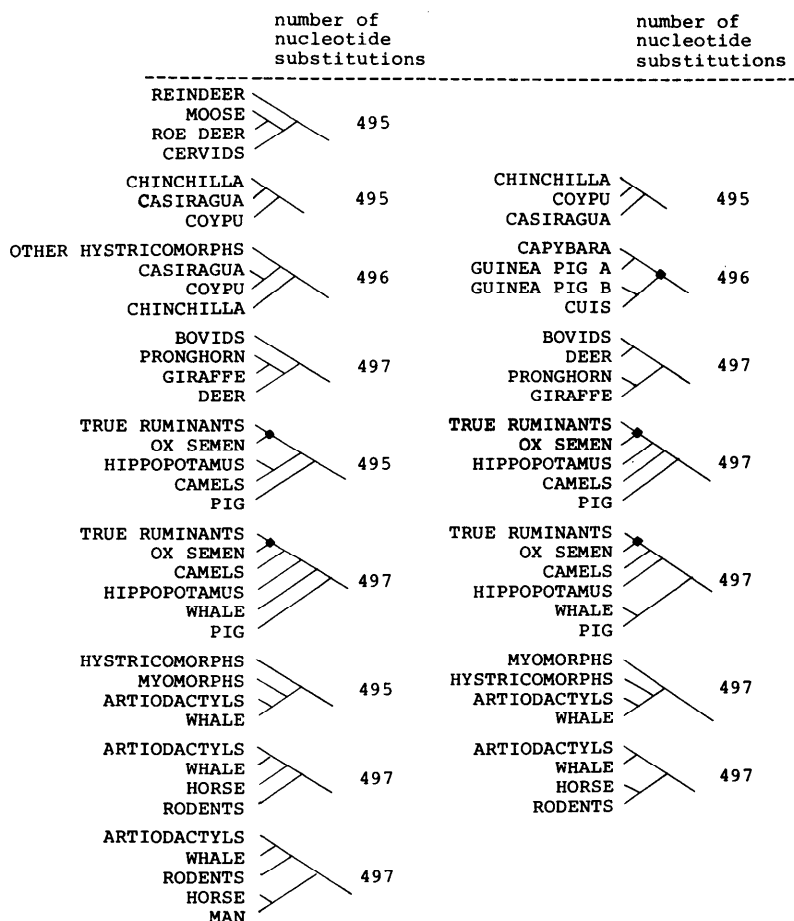 number of
nucleotide
substitutions
number of
nucleotide
substitutions
REINDEER
MOOSE
ROE DEER
CERVIDS
495
CHINCHILLA
CASIRAGUA
COYPU
495
CHINCHILLA
COYPU
CASIRAGUA
495
OTHER HYSTRICOMORPHS
CASIRAGUA
COYPU
CHINCHILLA
496
CAPYBARA
GUINEA PIG A
GUINEA PIG B
CUIS
496
BOVIDS
PRONGHORN
GIRAFFE
DEER
497
BOVIDS
DEER
PRONGHORN
GIRAFFE
497
TRUE RUMINANTS
OX SEMEN
HIPPOPOTAMUS
CAMELS
PIG
495
TRUE RUMINANTS
OX SEMEN
HIPPOPOTAMUS
CAMELS
PIG
497
TRUE RUMINANTS
OX SEMEN
CAMELS
HIPPOPOTAMUS
WHALE
PIG
497
TRUE RUMINANTS
OX SEMEN
CAMELS
HIPPOPOTAMUS
WHALE
PIG
497
HYSTRICOMORPHS
MYOMORPHS
ARTIODACTYLS
WHALE
495
MYOMORPHS
HYSTRICOMORPHS
ARTIODACTYLS
WHALE
497
ARTIODACTYLS
WHALE
HORSE
RODENTS
497
ARTIODACTYLS
WHALE
HORSE
RODENTS
497
ARTIODACTYLS
WHALE
RODENTS
HORSE
MAN
497